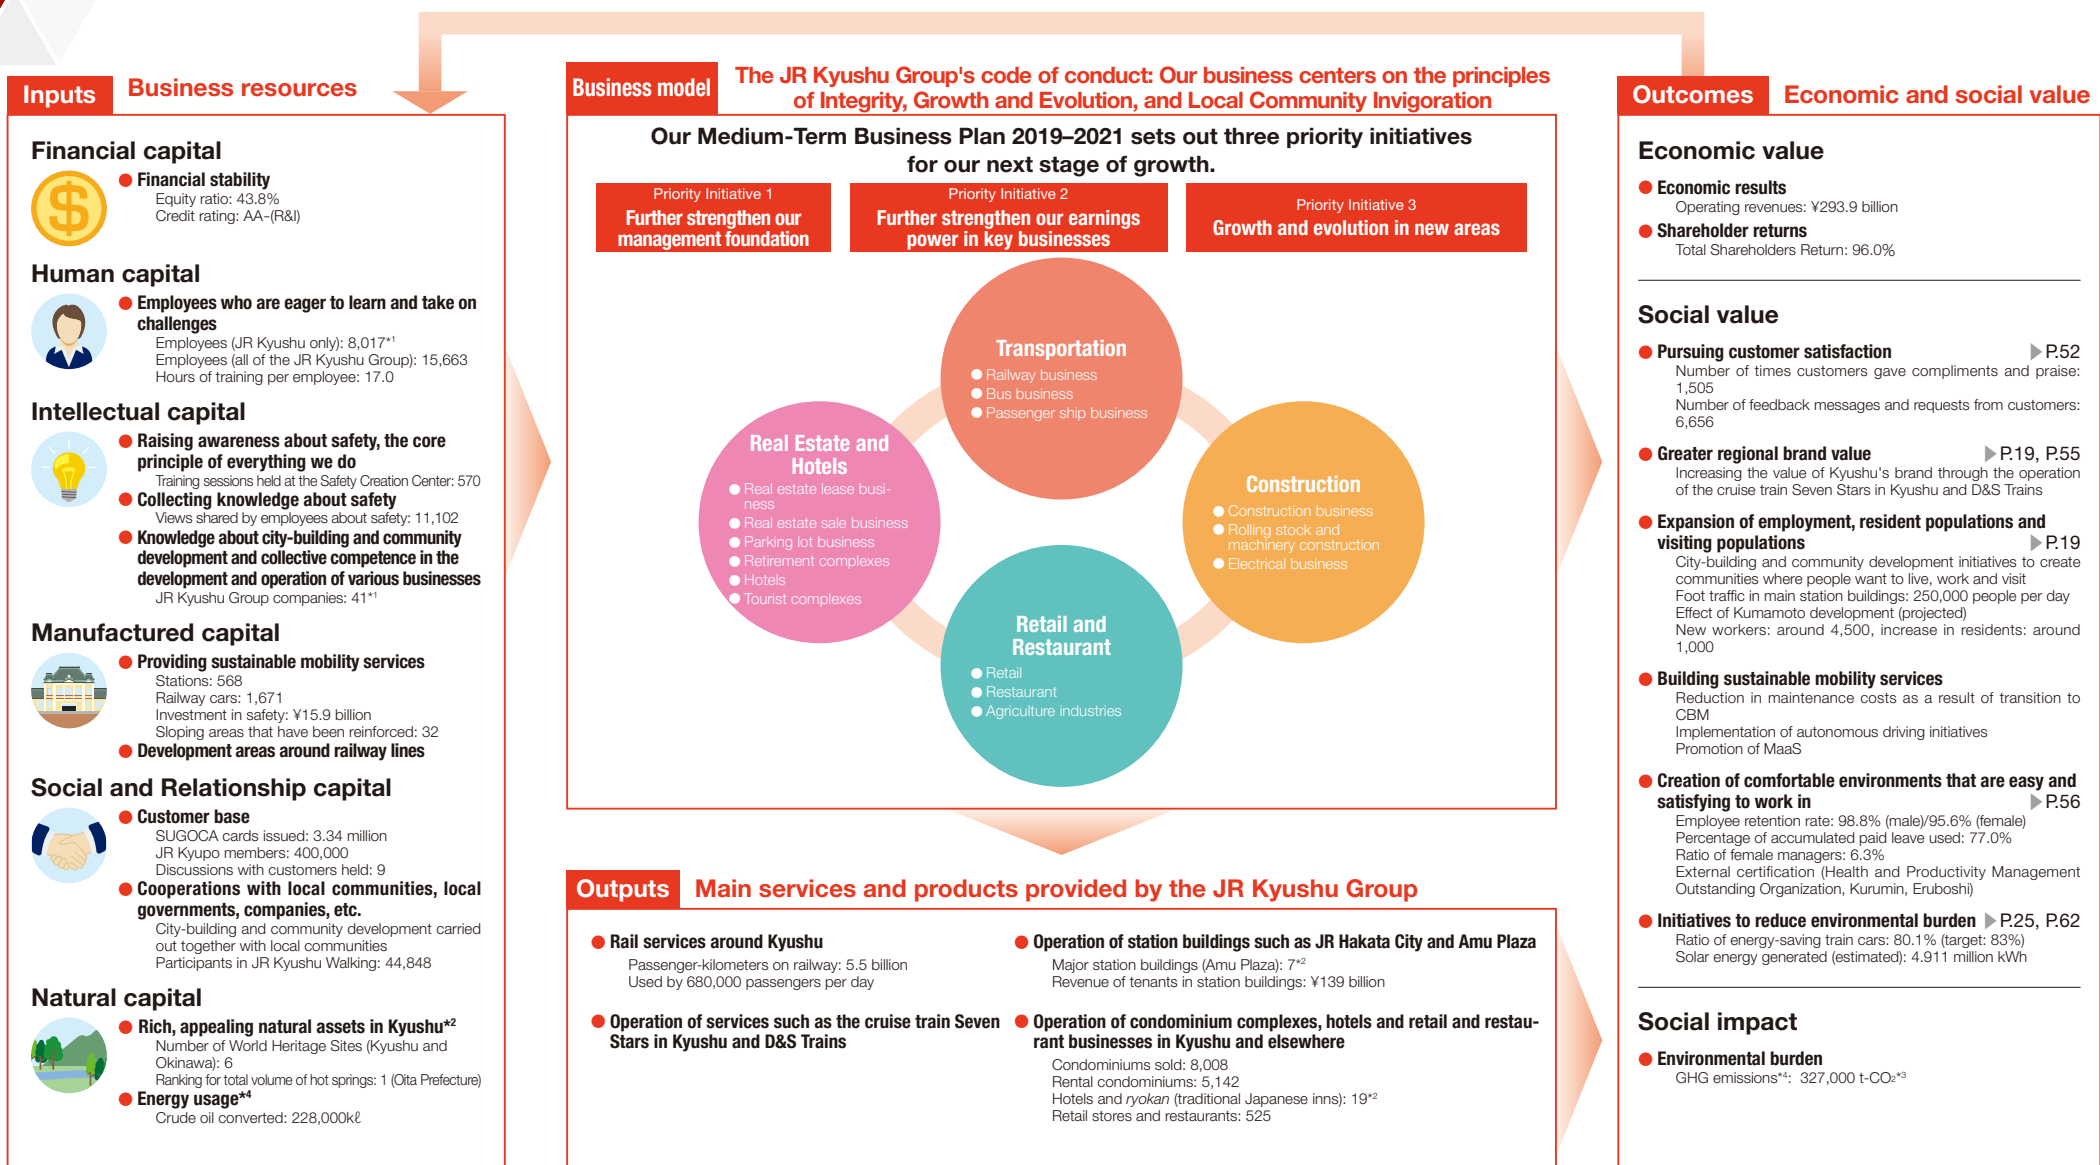 Inputs
Business resources
Financial capital
● Financial stability
Equity ratio: 43.8%
Credit rating: AA-(R&I)
Human capital
● Employees who are eager to learn and take on
challenges
Employees (JR Kyushu only): 8,017*1
Employees (all of the JR Kyushu Group): 15,663
Hours of training per employee: 17.0
Intellectual capital
● Raising awareness about safety, the core
principle of everything we do
Training sessions held at the Safety Creation Center: 570
● Collecting knowledge about safety
Views shared by employees about safety: 11,102
● Knowledge about city-building and community
development and collective competence in the
development and operation of various businesses
JR Kyushu Group companies: 41*1
Manufactured capital
● Providing sustainable mobility services
Stations: 568
Railway cars: 1,671
Investment in safety: ¥15.9 billion
Sloping areas that have been reinforced: 32
● Development areas around railway lines
Social and Relationship capital
● Customer base
SUGOCA cards issued: 3.34 million
JR Kyupo members: 400,000
Discussions with customers held: 9
● Cooperations with local communities, local
governments, companies, etc.
City-building and community development carried
out together with local communities
Participants in JR Kyushu Walking: 44,848
Natural capital
● Rich, appealing natural assets in Kyushu*2
Number of World Heritage Sites (Kyushu and
Okinawa): 6
Ranking for total volume of hot springs: 1 (Oita Prefecture)
● Energy usage*4
Crude oil converted: 228,000kℓ
Business model
The JR Kyushu Group's code of conduct: Our business centers on the principles
of Integrity, Growth and Evolution, and Local Community Invigoration
Our Medium-Term Business Plan 2019–2021 sets out three priority initiatives
for our next stage of growth.
Priority Initiative 1
Further strengthen our
management foundation
Priority Initiative 2
Further strengthen our earnings
power in key businesses
Priority Initiative 3
Growth and evolution in new areas
Transportation
● Railway business
● Bus business
● Passenger ship business
Real Estate and
Hotels
● Real estate lease busi-
ness
● Real estate sale business
● Parking lot business
● Retirement complexes
● Hotels
● Tourist complexes
Construction
● Construction business
● Rolling stock and
machinery construction
● Electrical business
Retail and
Restaurant
● Retail
● Restaurant
● Agriculture industries
Outputs
Main services and products provided by the JR Kyushu Group
● Rail services around Kyushu
Passenger-kilometers on railway: 5.5 billion
Used by 680,000 passengers per day
● Operation of services such as the cruise train Seven
Stars in Kyushu and D&S Trains
● Operation of station buildings such as JR Hakata City and Amu Plaza
Major station buildings (Amu Plaza): 7*2
Revenue of tenants in station buildings: ¥139 billion
● Operation of condominium complexes, hotels and retail and restau-
rant businesses in Kyushu and elsewhere
Condominiums sold: 8,008
Rental condominiums: 5,142
Hotels and ryokan (traditional Japanese inns): 19*2
Retail stores and restaurants: 525
Outcomes
Economic and social value
Economic value
● Economic results
Operating revenues: ¥293.9 billion
● Shareholder returns
Total Shareholders Return: 96.0%
Social value
● Pursuing customer satisfaction ▶P.52
Number of times customers gave compliments and praise:
1,505
Number of feedback messages and requests from customers:
6,656
● Greater regional brand value ▶P.19, P.55
Increasing the value of Kyushu's brand through the operation
of the cruise train Seven Stars in Kyushu and D&S Trains
● Expansion of employment, resident populations and
visiting populations ▶P.19
City-building and community development initiatives to create
communities where people want to live, work and visit
Foot traffic in main station buildings: 250,000 people per day
Effect of Kumamoto development (projected)
New workers: around 4,500, increase in residents: around
1,000
● Building sustainable mobility services
Reduction in maintenance costs as a result of transition to
CBM
Implementation of autonomous driving initiatives
Promotion of MaaS
● Creation of comfortable environments that are easy and
satisfying to work in ▶P.56
Employee retention rate: 98.8% (male)/95.6% (female)
Percentage of accumulated paid leave used: 77.0%
Ratio of female managers: 6.3%
External certification (Health and Productivity Management
Outstanding Organization, Kurumin, Eruboshi)
● Initiatives to reduce environmental burden ▶P.25, P.62
Ratio of energy-saving train cars: 80.1% (target: 83%)
Solar energy generated (estimated): 4.911 million kWh
Social impact
● Environmental burden
GHG emissions*4: 327,000 t-CO2*3